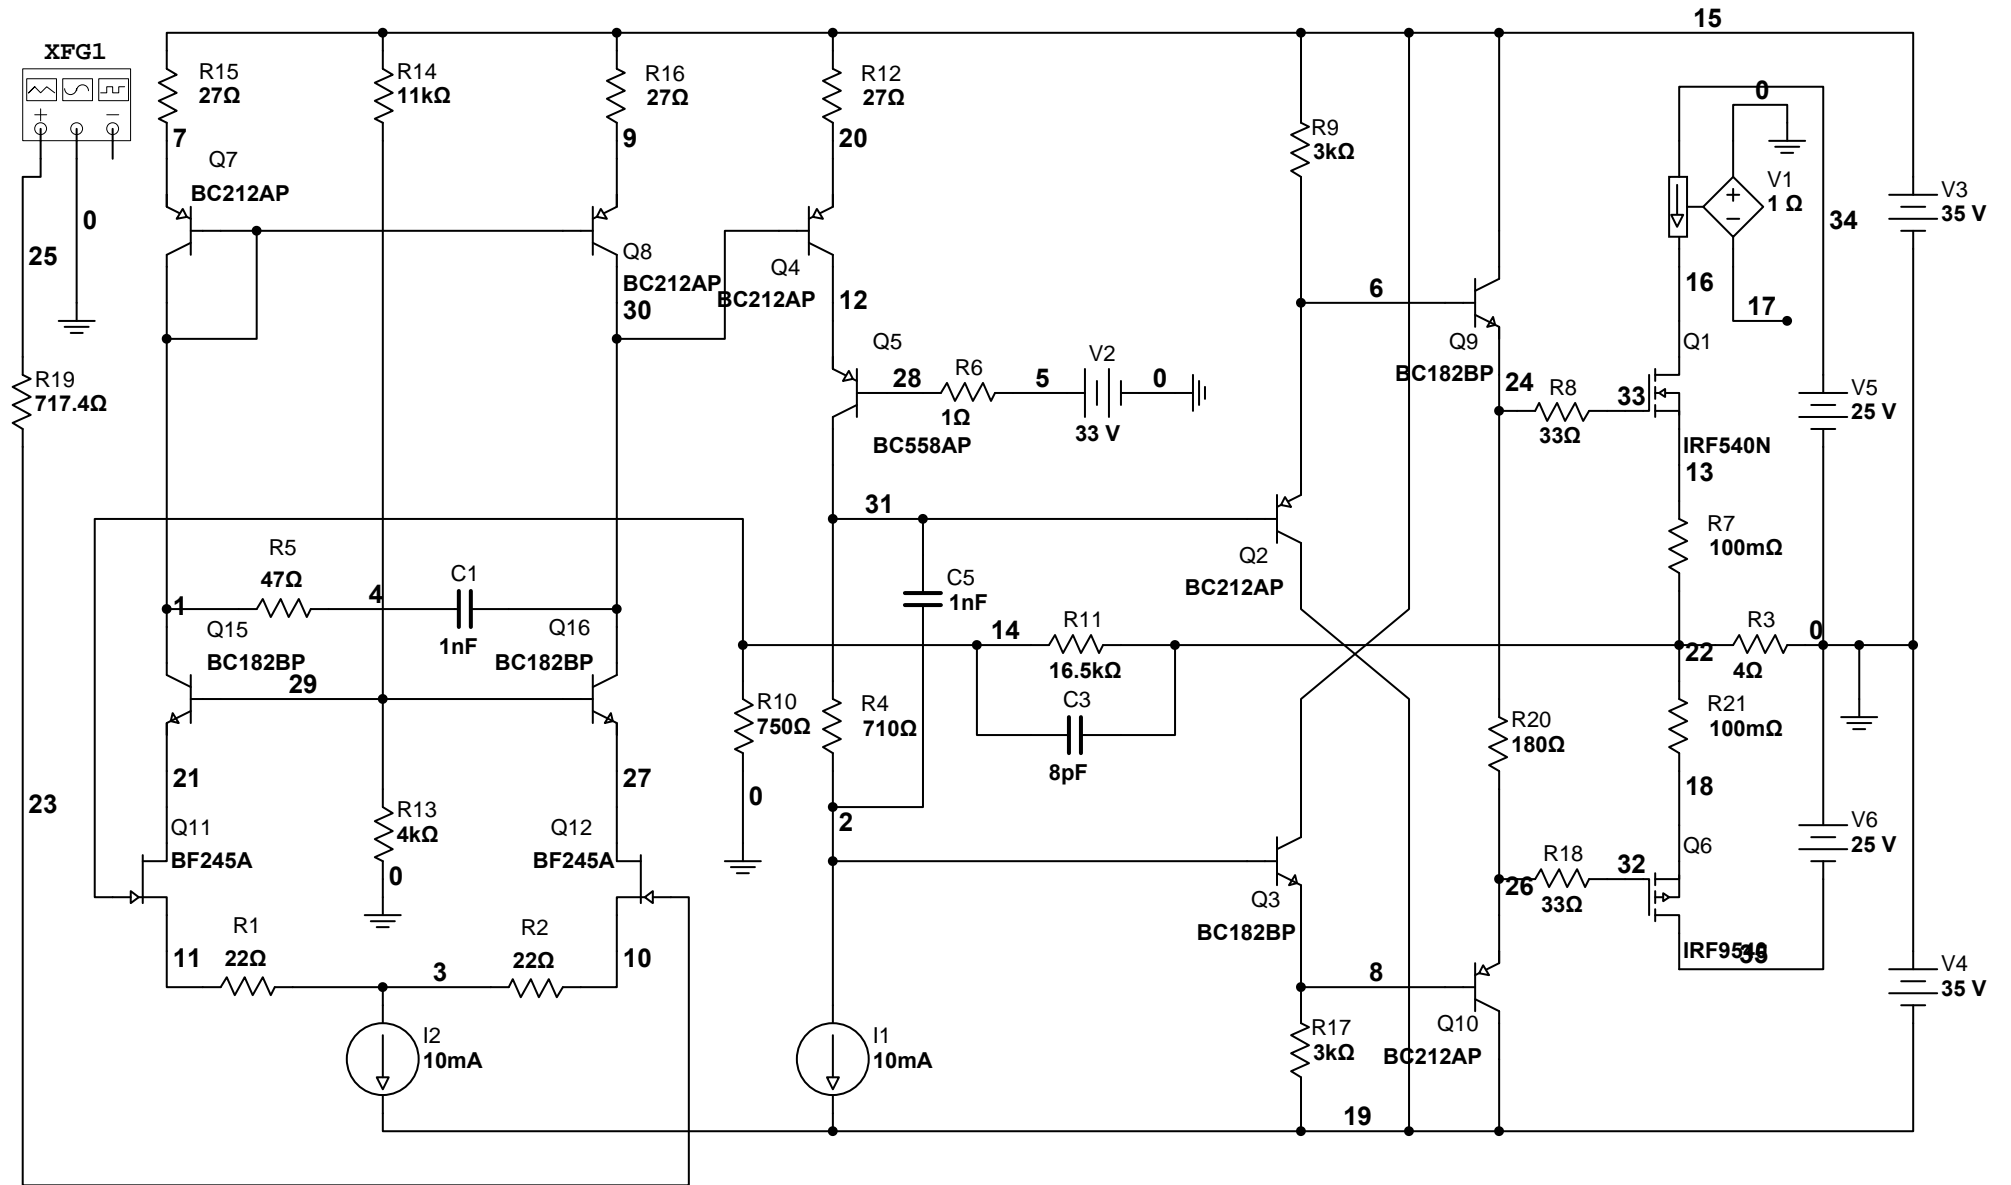 15
XFG1
R15
27Ω
R14
11kΩ
R16
27Ω
R12
27Ω
0
+
−
7
9
20
R9
3kΩ
Q7
BC212AP
V1
1 Ω
V3
35 V
0
34
25
Q8
BC212AP
Q4
BC212AP
16
30
12
6
17
Q5
Q9
Q1
28
R6
5
V2
0
1Ω
33 V
BC558AP
BC182BP
24
R8
33
33Ω
V5
25 V
R19
717.4Ω
IRF540N
13
31
R7
100mΩ
R5
47Ω
C1
4
1
1nF
C5
1nF
Q2
BC212AP
Q15
BC182BP
Q16
BC182BP
14
R11
16.5kΩ
22
R3
4Ω
0
29
R10
750Ω
R4
710Ω
C3
8pF
R20
180Ω
R21
100mΩ
21
27
0
18
23
R13
4kΩ
2
Q11
BF245A
Q12
BF245A
V6
25 V
0
Q6
R18
32
26
33Ω
Q3
BC182BP
R1
22Ω
R2
22Ω
11
10
3
8
IRF9540
35
V4
35 V
I2
10mA
I1
10mA
R17
3kΩ
Q10
BC212AP
19